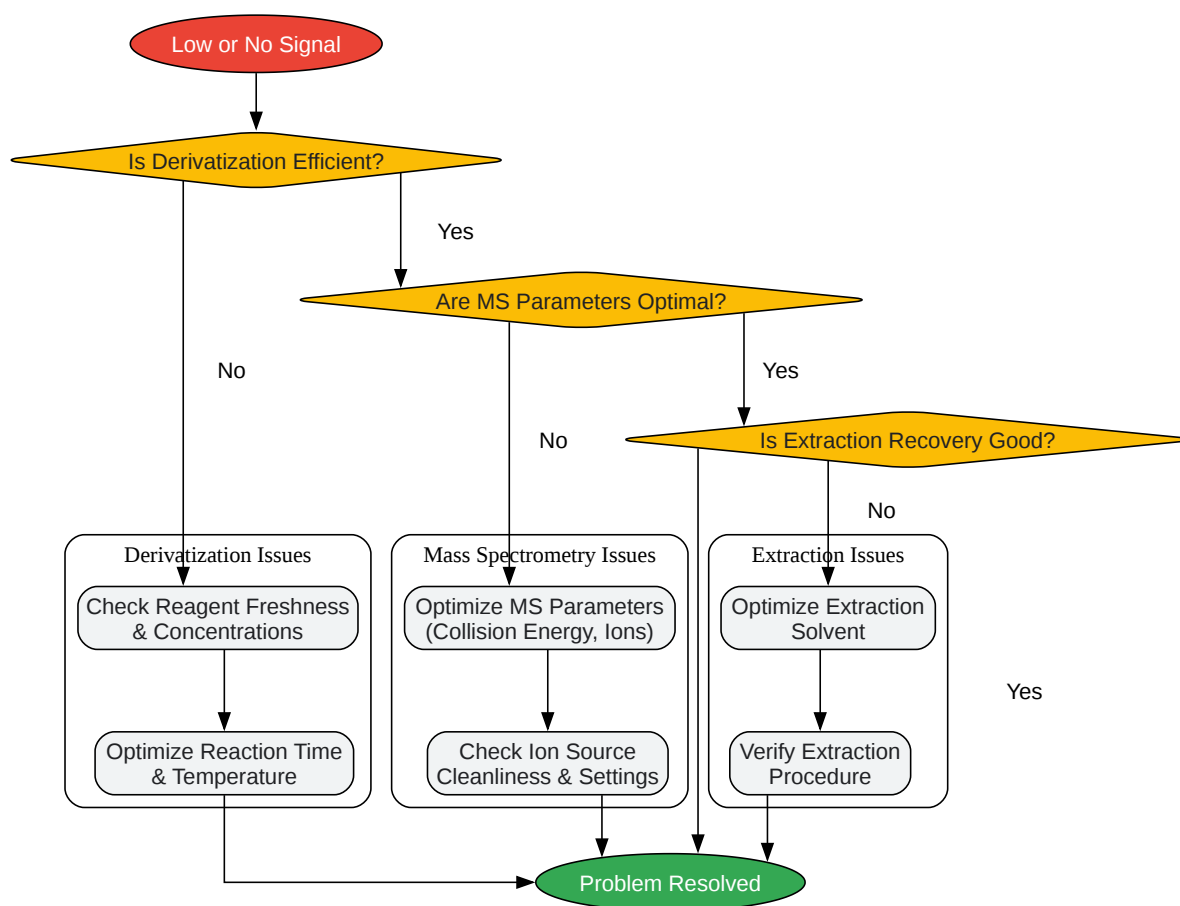 Low or No Signal
Is Derivatization Efficient?
Yes
Are MS Parameters Optimal?
No
Yes
No
Is Extraction Recovery Good?
No
Derivatization Issues
Mass Spectrometry Issues
Extraction Issues
Check Reagent Freshness
& Concentrations
Optimize MS Parameters
(Collision Energy, Ions)
Optimize Extraction
Solvent
Yes
Optimize Reaction Time
& Temperature
Check Ion Source
Cleanliness & Settings
Verify Extraction
Procedure
Problem Resolved